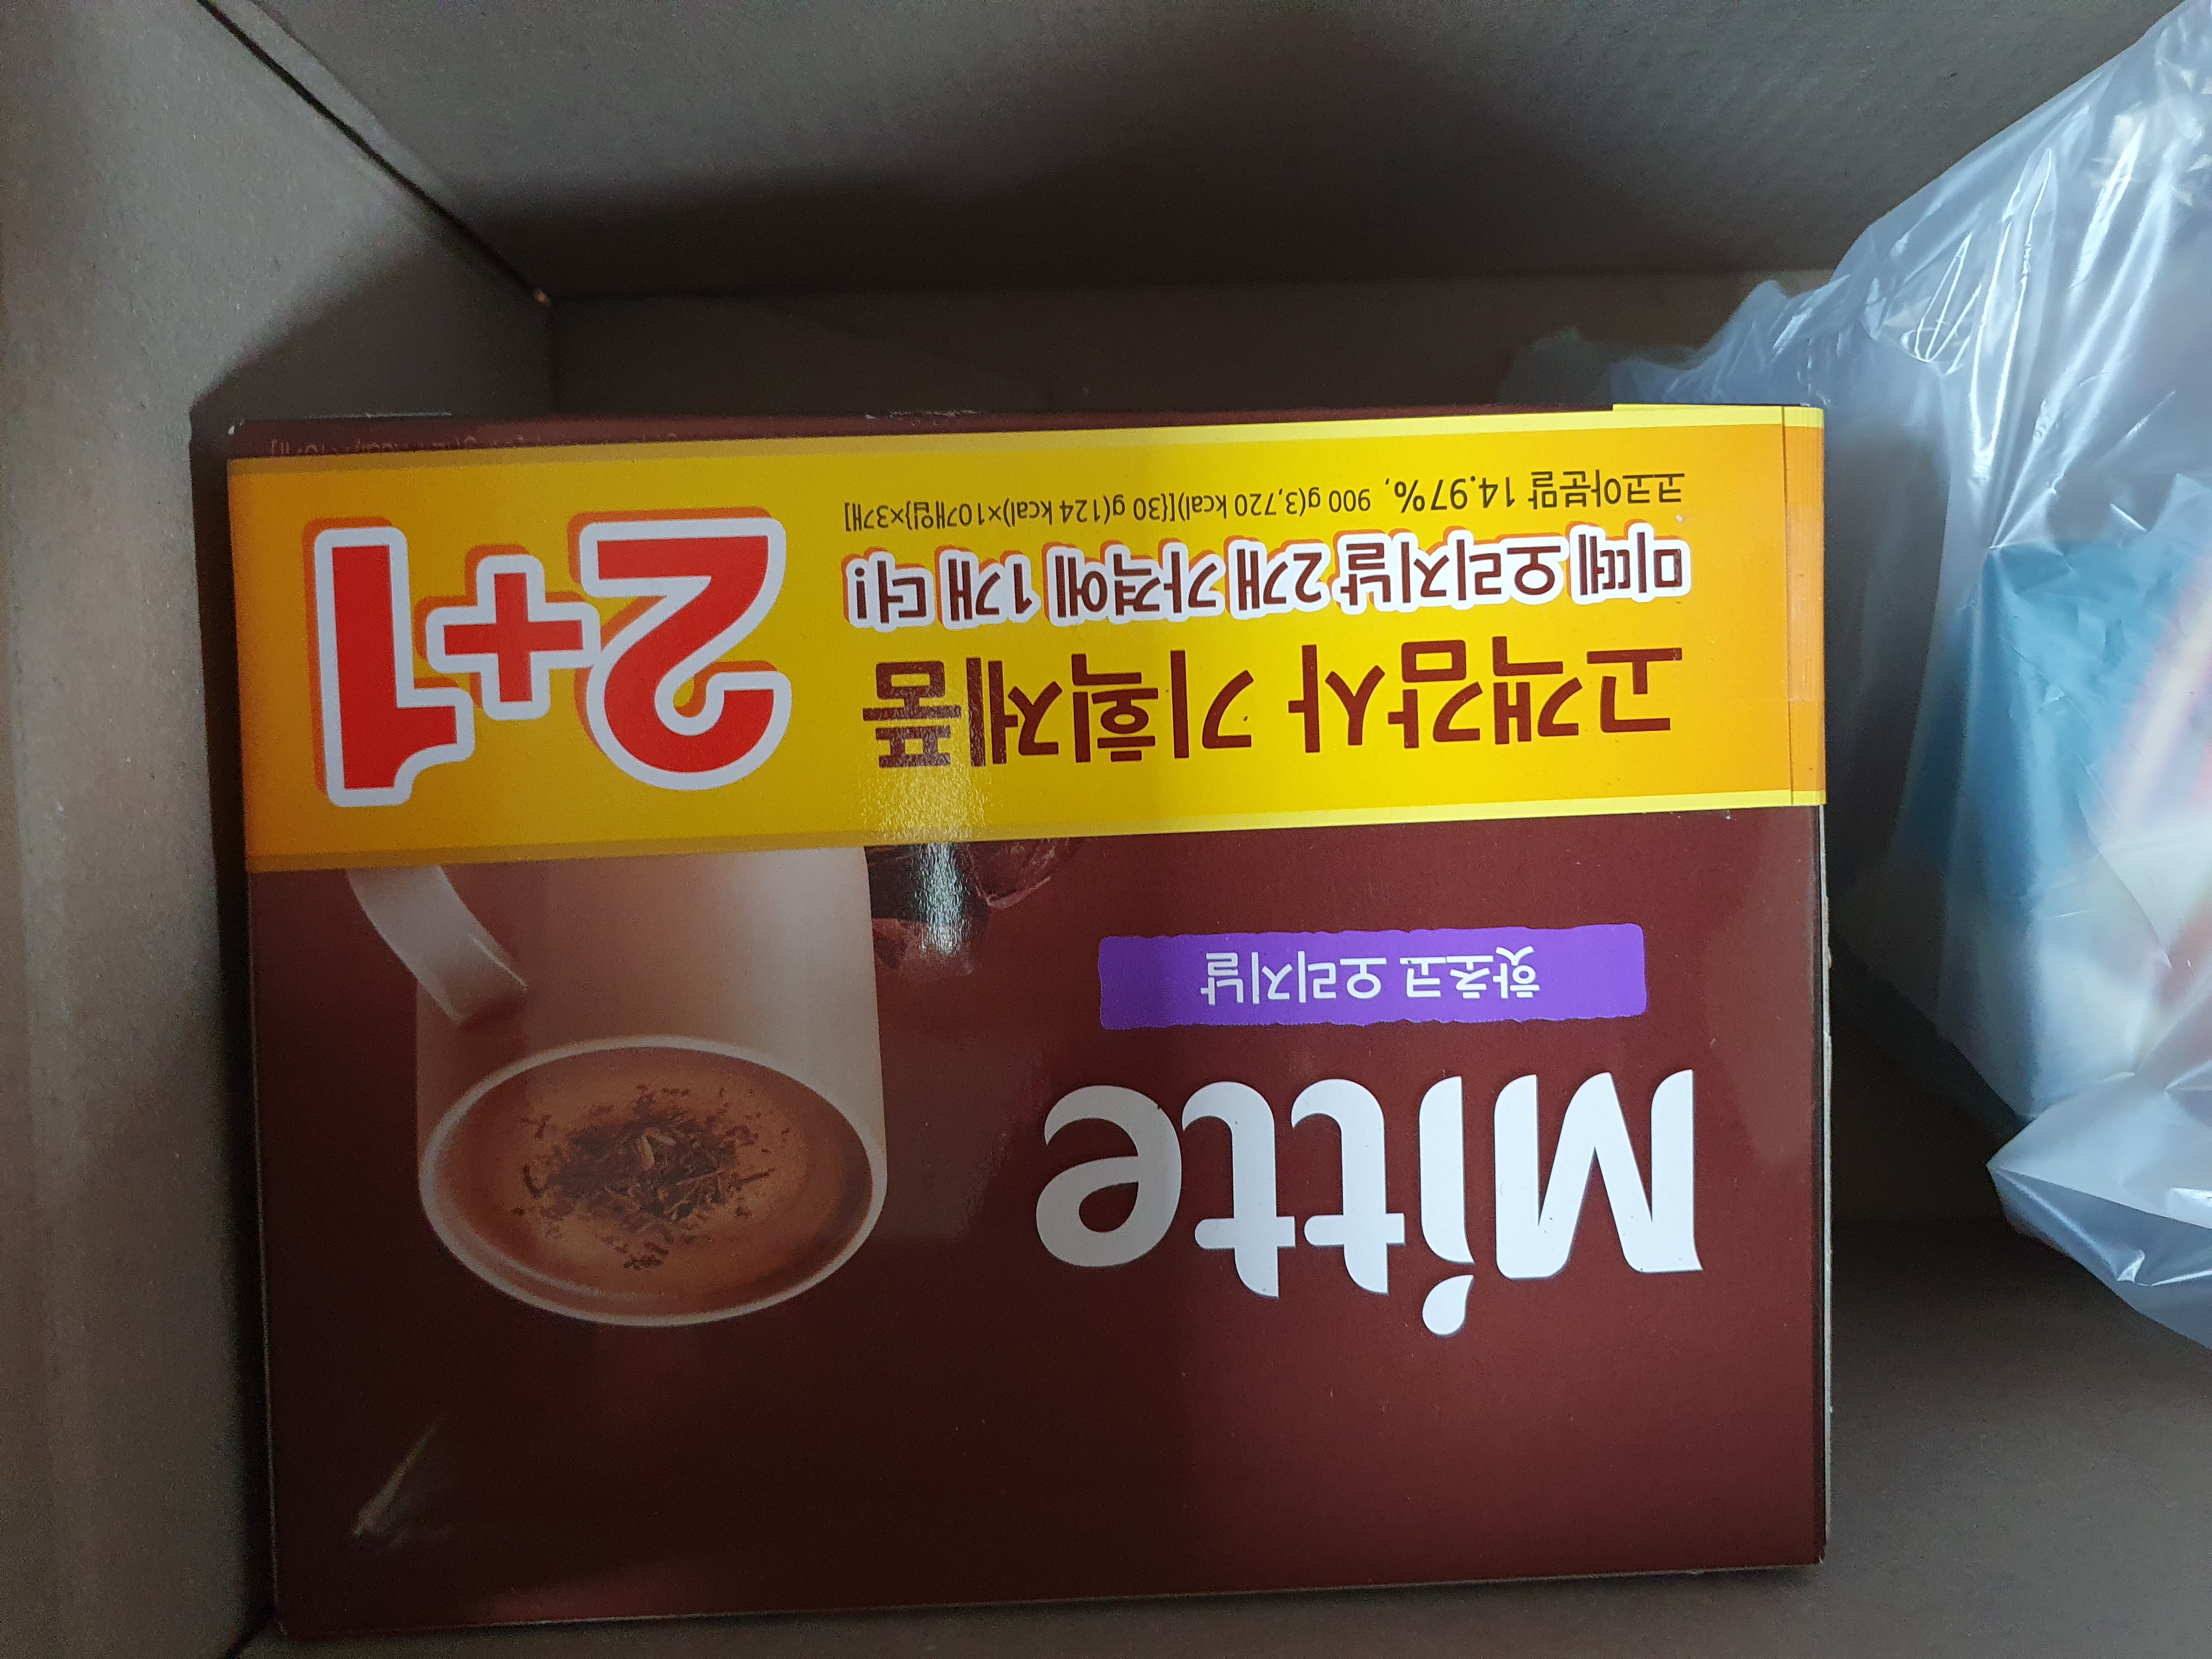 Mitte
핫초코 오리지날
고객감사 기획제품
미떼 오리지날 2개 가격에 1개 더!
코코아분말 14.97%, 900 g(3,720 kcal)[{30 g(124 kcal)×10개입}×3개]
2+1